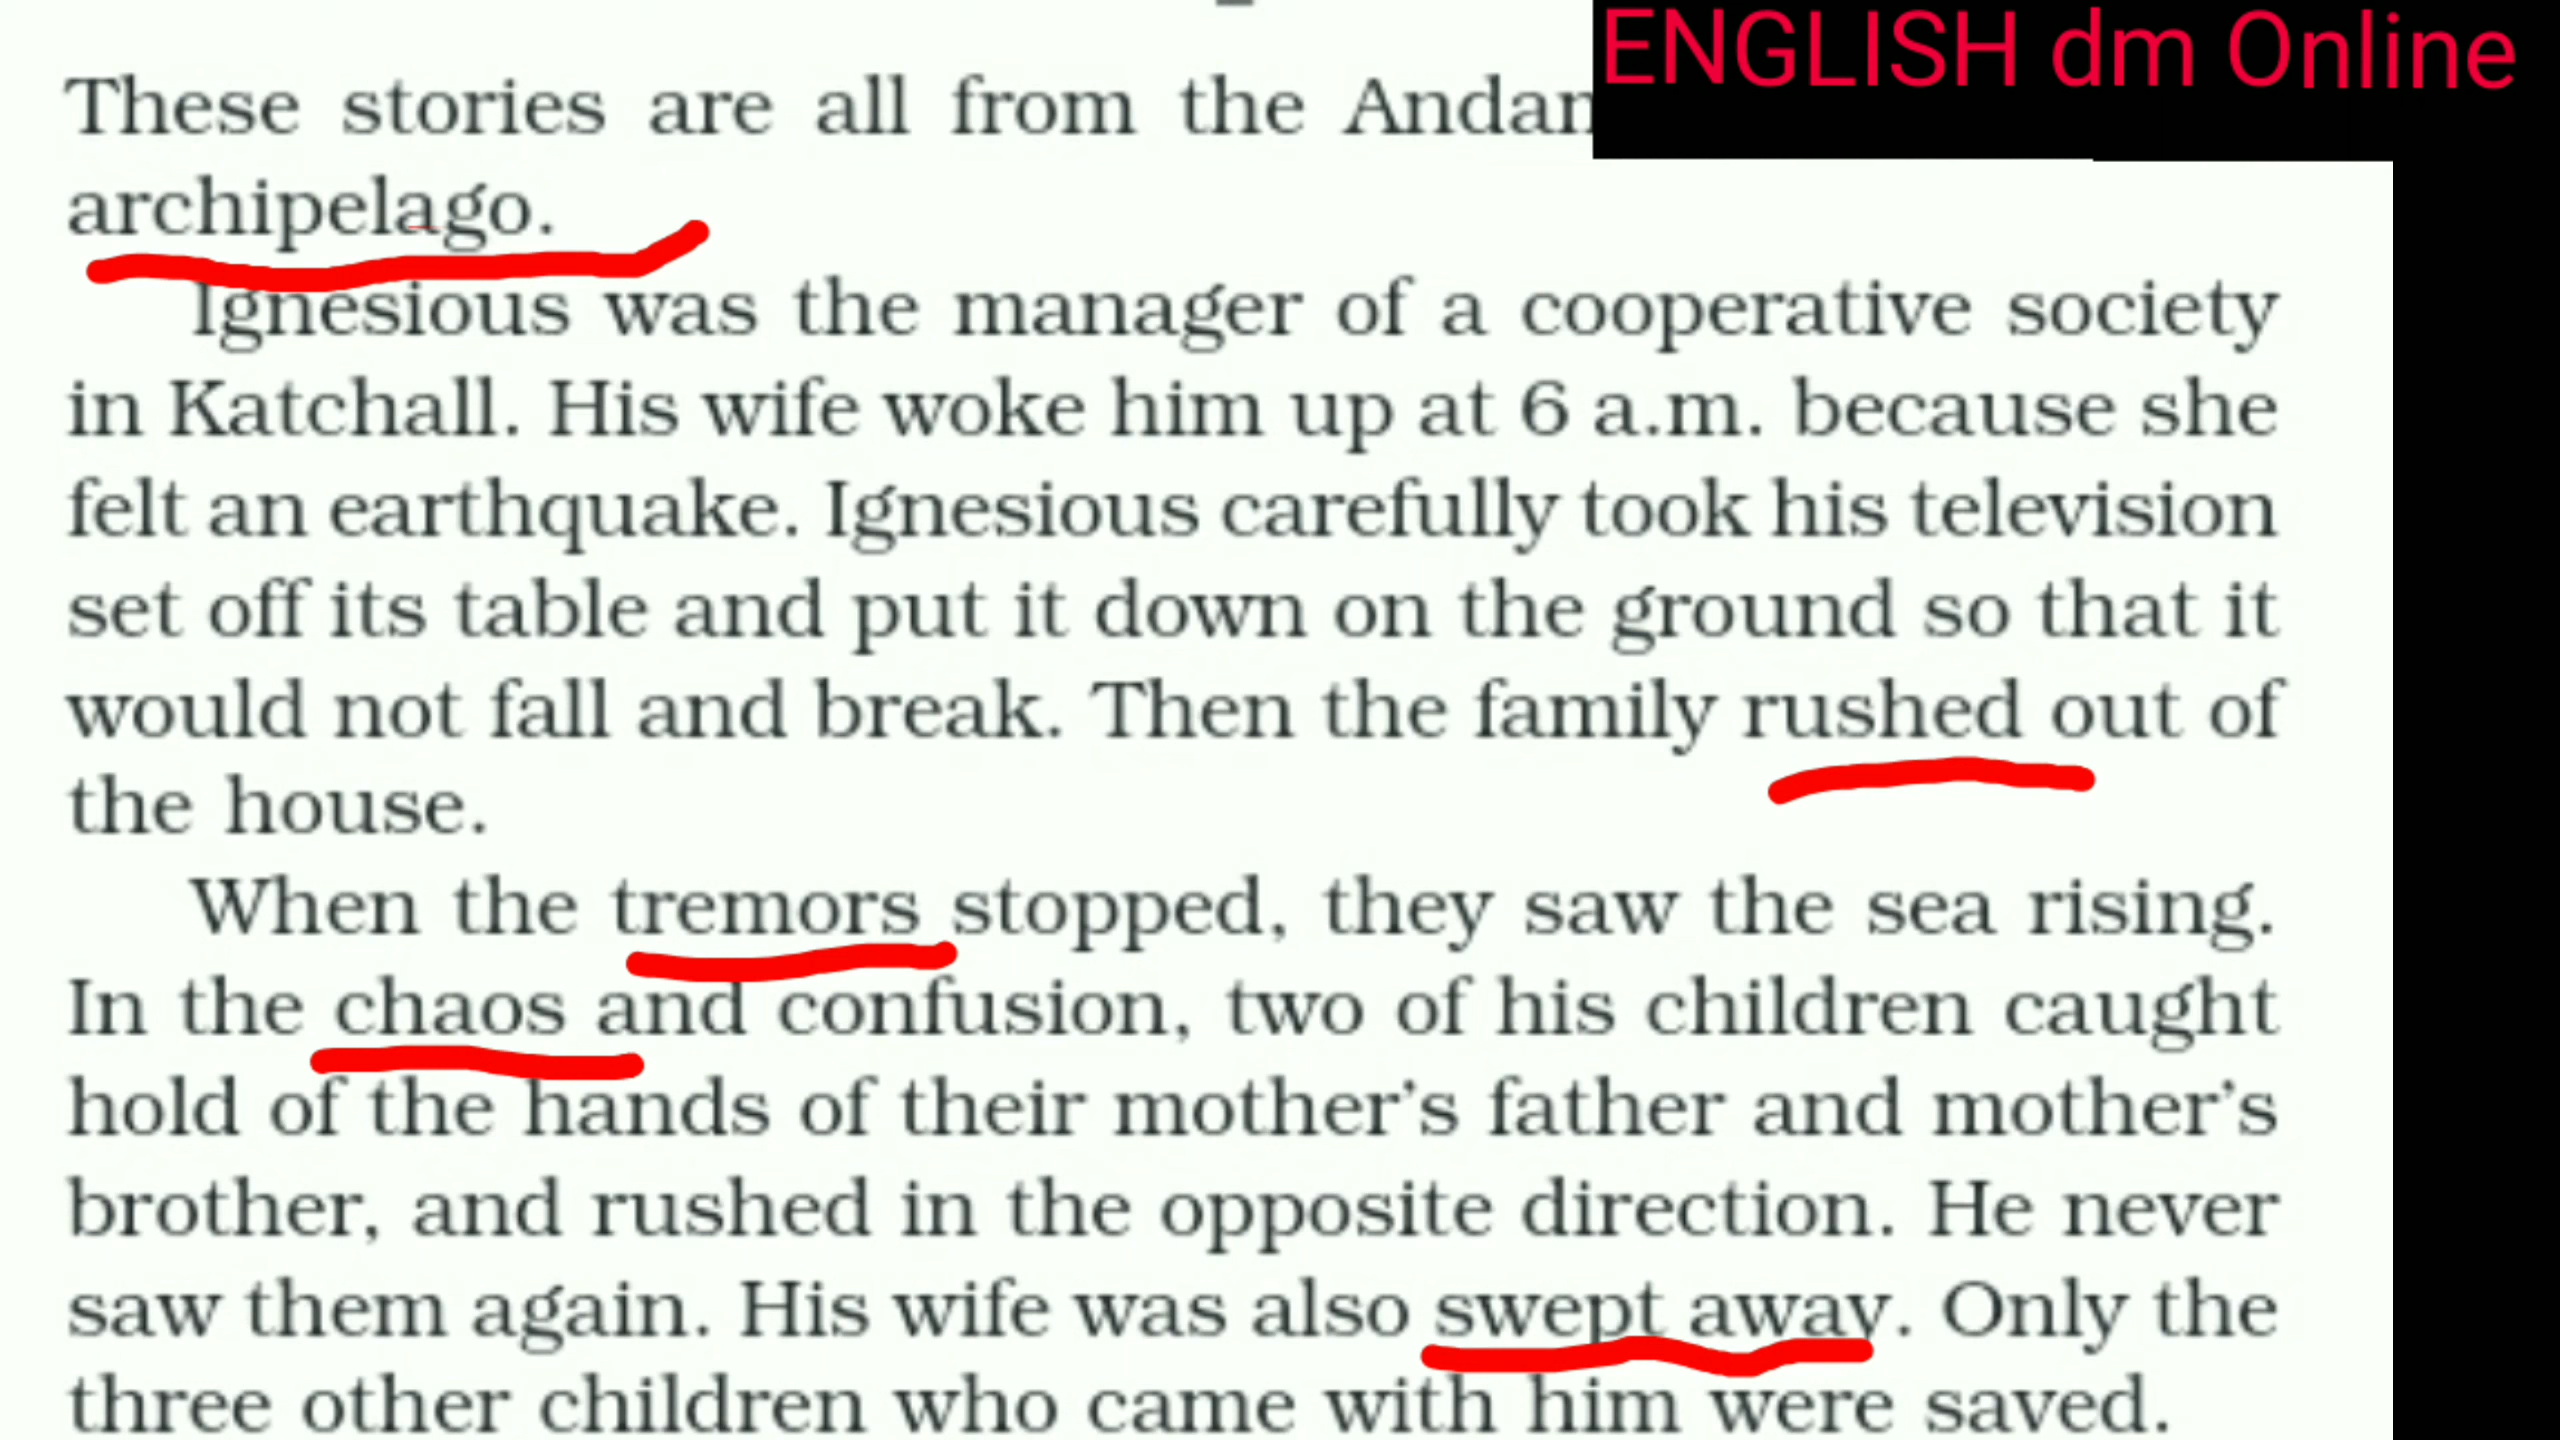 ENGLISH dm Online
These stories are all from the
archipelago.
Ignesious was the manager of a cooperative society
in Katchall. His wife woke him up at 6 a.m. because she
felt an earthquake. Ignesious carefully took his television
set off its table and put it down on the ground so that it
would not fall and break. Then the family rushed out of
the house.
When the tremors stopped, they saw the sea rising.
In the chaos and confusion, two of his children caught
hold of the hands of their mother's father and mother's
brother, and rushed in the opposite direction. He never
saw them again. His wife was also swept away. Only the
three other children who came with him were saved.